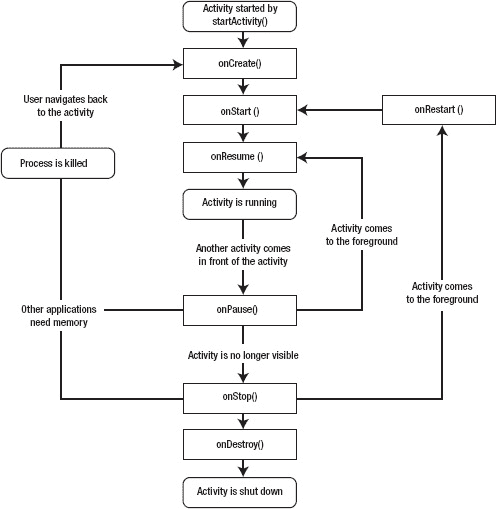 Activity started by
startActivity()
onCreate()
User navigates back
to the activity
onStart ()
onRestart ()
onResume ()
Process is killed
Activity is running
Activity comes
to the foreground
Another activity comes
in front of the activity
Activity comes
to the foreground
Other applications
need memory
onPause()
Activity is no longer visible
onStop()
onDestroy()
Activity is shut down